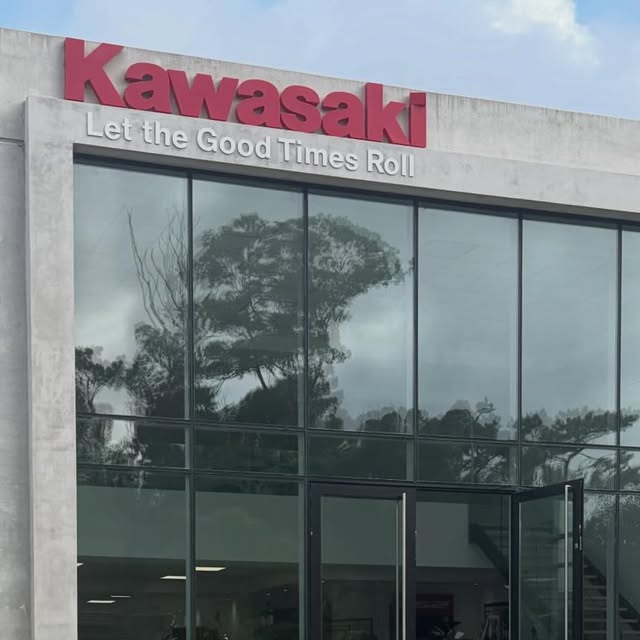 Kawasaki
Let the Good Times Roll